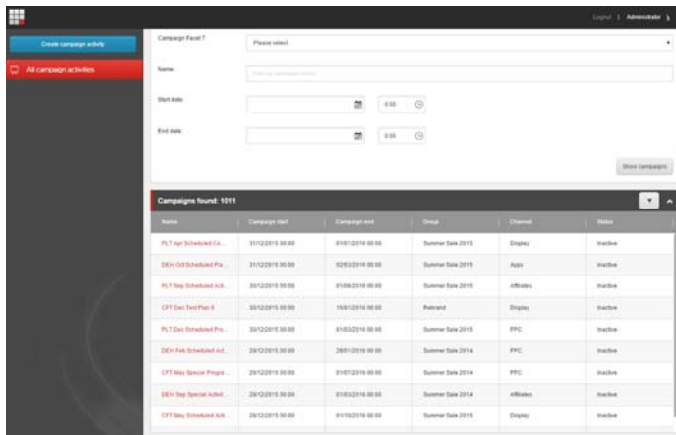 Logout | Administrator
Create campaign activity
All campaign activities
Campaign Facet 7
Please select
Name
Start date
0:00
End date
0:00
Show campaigns
Campaigns found: 1011
Name Campaign start Campaign end Group Channel Status
PLT Apr Scheduled Co... 31/12/2015 00:00 01/01/2016 00:00 Summer Sale 2015 Display Inactive
DEH Oct Scheduled Pla... 31/12/2015 00:00 02/03/2016 00:00 Summer Sale 2015 Apps Inactive
PLT Sep Scheduled Acti... 30/12/2015 00:00 01/06/2016 00:00 Summer Sale 2015 Affiliates Inactive
CFT Dec Test Plan 8 30/12/2015 00:00 15/01/2016 00:00 Rebrand Display Inactive
PLT Dec Scheduled Pro... 30/12/2015 00:00 01/03/2016 00:00 Summer Sale 2015 PPC Inactive
DEH Feb Scheduled Act... 29/12/2015 00:00 28/01/2016 00:00 Summer Sale 2014 PPC Inactive
CFT May Special Progra... 29/12/2015 00:00 01/07/2016 00:00 Summer Sale 2014 PPC Inactive
DEH Sep Special Activit... 29/12/2015 00:00 01/03/2016 00:00 Summer Sale 2014 Affiliates Inactive
CFT May Scheduled Acti... 28/12/2015 00:00 01/10/2016 00:00 Summer Sale 2015 Display Inactive